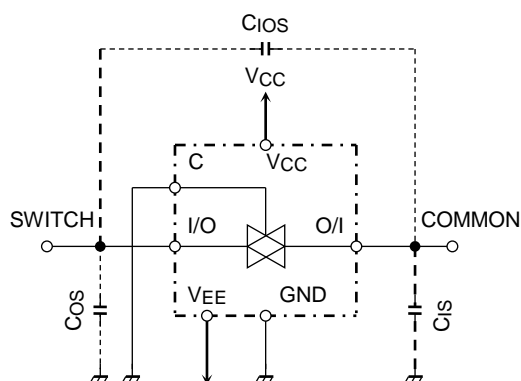 CIOS
VCC
VCC
C
SWITCH
I/O
O/I
COMMON
VEE
GND
COS
CIS